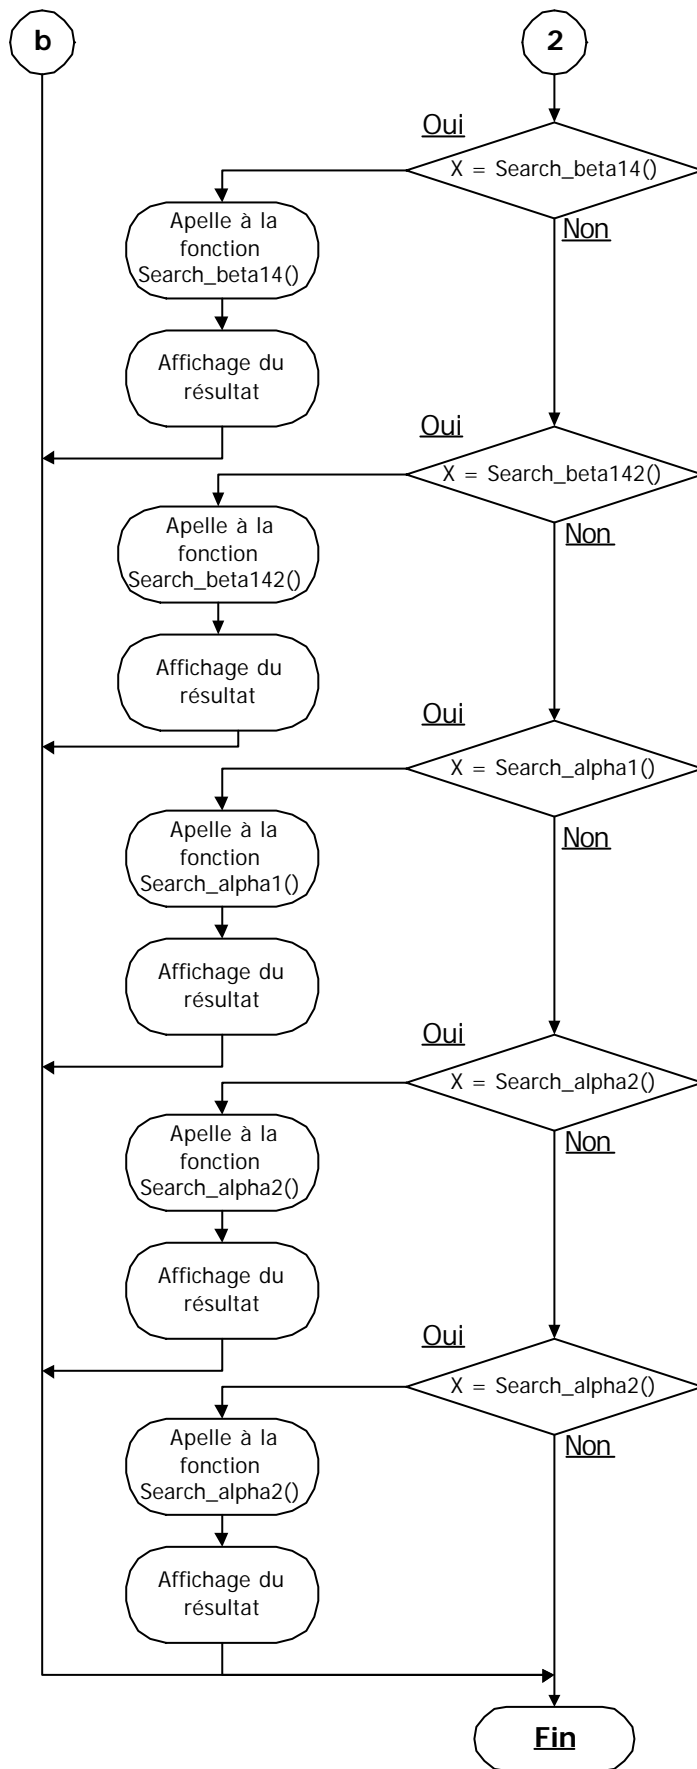 b
2
Oui
X = Search_beta14()
Non
Apelle à la
fonction
Search_beta14()
Affichage du
résultat
Oui
X = Search_beta142()
Non
Apelle à la
fonction
Search_beta142()
Affichage du
résultat
Oui
X = Search_alpha1()
Non
Apelle à la
fonction
Search_alpha1()
Affichage du
résultat
Oui
X = Search_alpha2()
Non
Apelle à la
fonction
Search_alpha2()
Affichage du
résultat
Oui
X = Search_alpha2()
Non
Apelle à la
fonction
Search_alpha2()
Affichage du
résultat
Fin